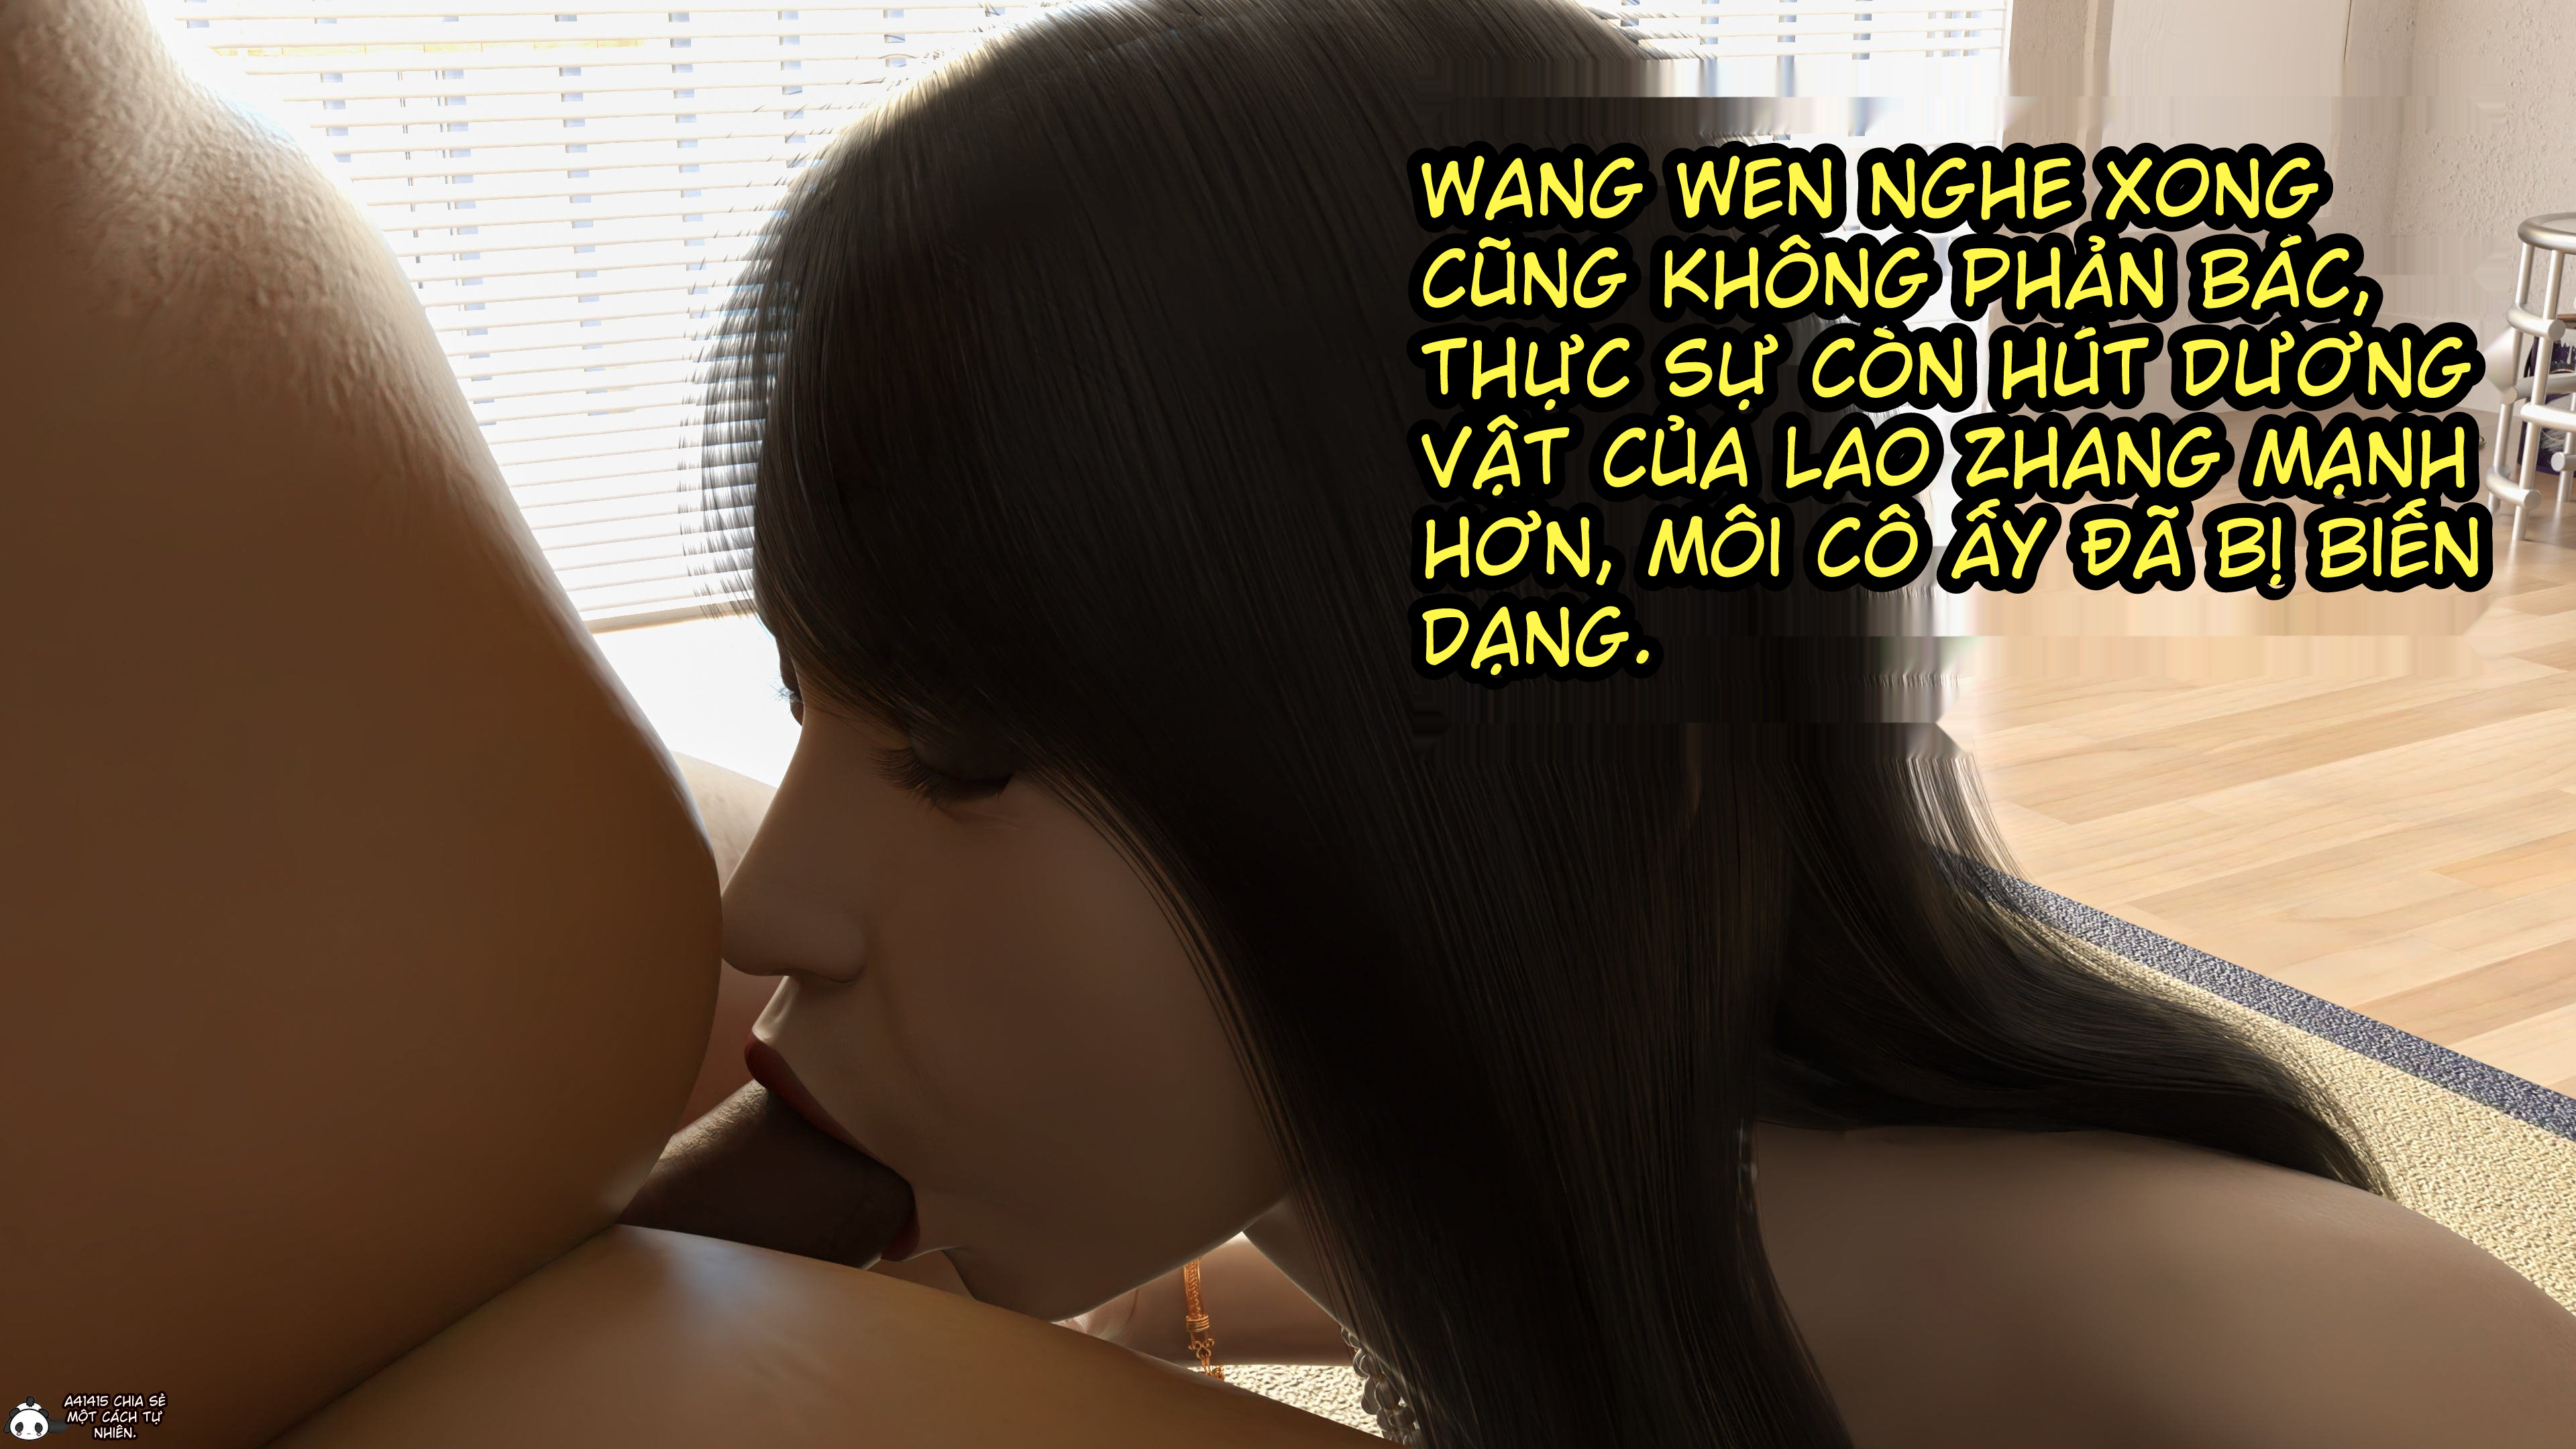 WANG WEN NGHE XONG
CŨNG KHÔNG PHẢN BÁC,
THỰC SỰ CÒN HÚT DƯƠNG
VẬT CỦA LAO ZHANG MẠNH
HƠN, MÔI CÔ ẤY ĐÃ BỊ BIẾN
DẠNG.
A41415 CHIA SẺ
MỘT CÁCH TỰ
NHIÊN.